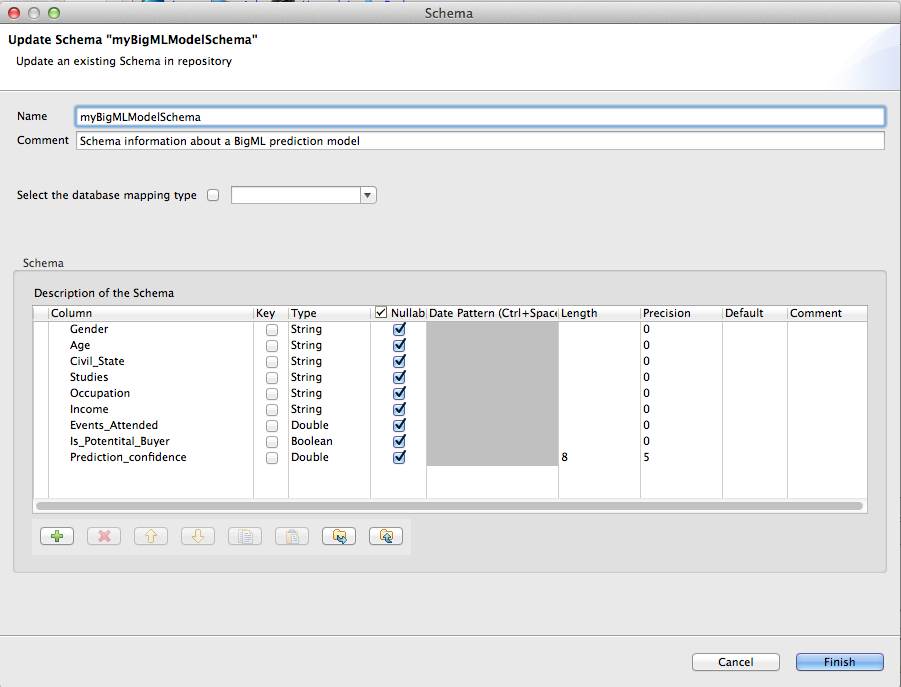 Schema
Update Schema "myBigMLModelSchema"
Update an existing Schema in repository
Name myBigMLModelSchema
Comment Schema information about a BigML prediction model
Select the database mapping type
Schema
Description of the Schema
Column Key Type Nullab Date Pattern (Ctrl+Space Length Precision Default Comment
Gender String 0
Age String 0
Civil_State String 0
Studies String 0
Occupation String 0
Income String 0
Events_Attended Double 0
Is_Potentital_Buyer Boolean 0
Prediction_confidence Double 8 5
Cancel Finish